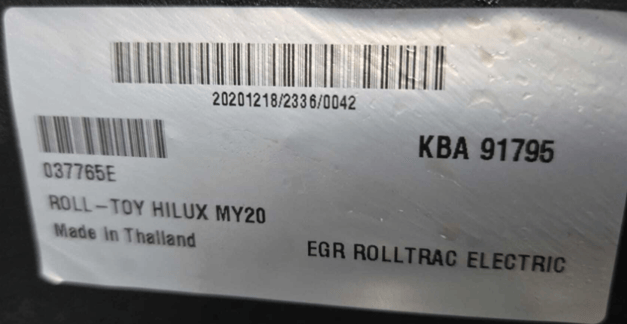 20201218/2336/0042
KBA 91795
037765E
ROLL-TOY HILUX MY20
Made in Thailand
EGR ROLLTRAC ELECTRIC